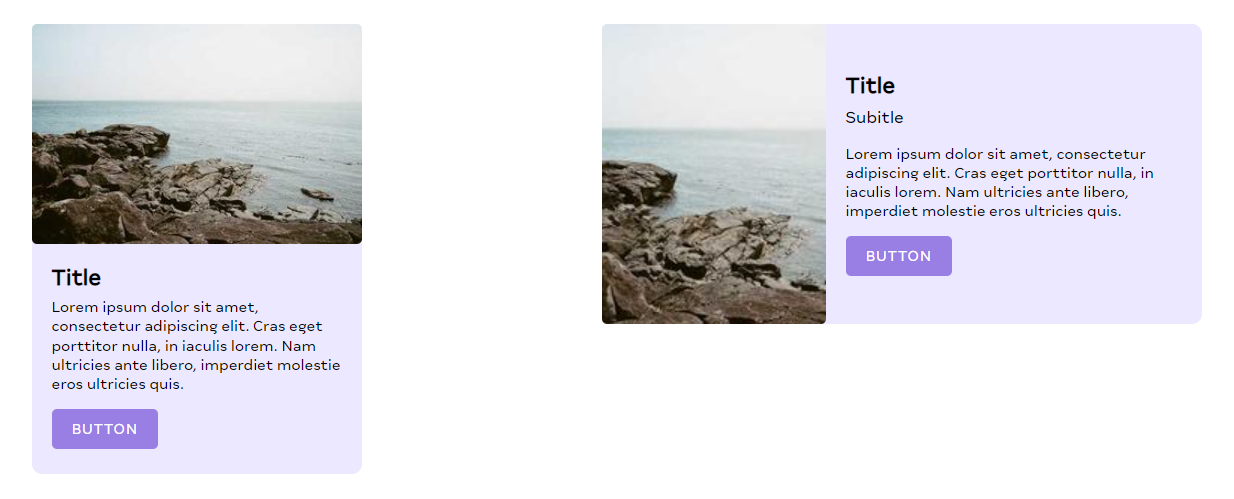 Title
Lorem ipsum dolor sit amet,
consectetur adipiscing elit. Cras eget
porttitor nulla, in iaculis lorem. Nam
ultricies ante libero, imperdiet molestie
eros ultricies quis.
BUTTON
Title
Subitle
Lorem ipsum dolor sit amet, consectetur
adipiscing elit. Cras eget porttitor nulla, in
iaculis lorem. Nam ultricies ante libero,
imperdiet molestie eros ultricies quis.
BUTTON